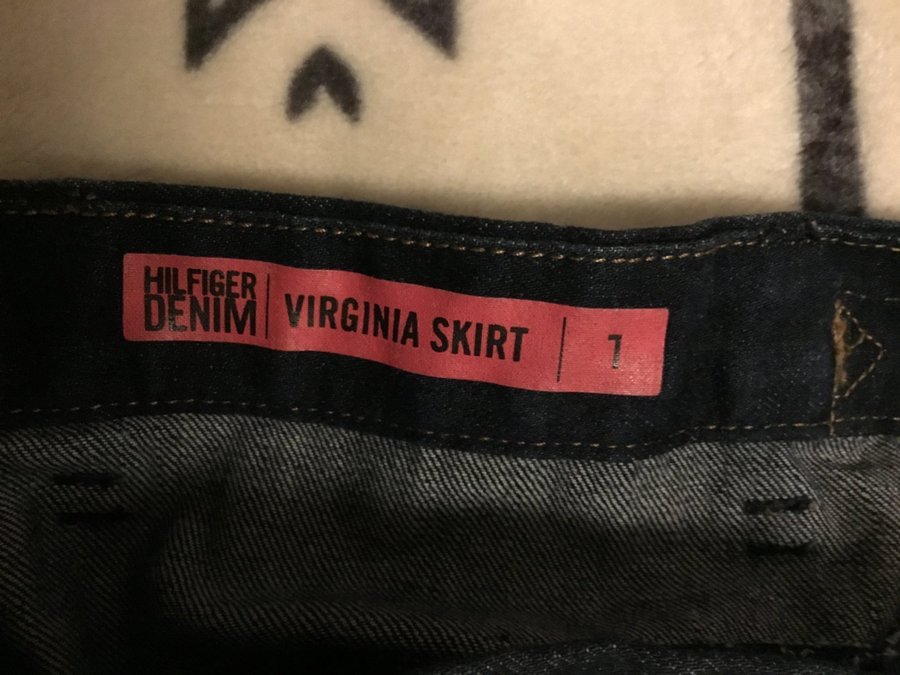 HILFIGER
DENIM
VIRGINIA SKIRT
1